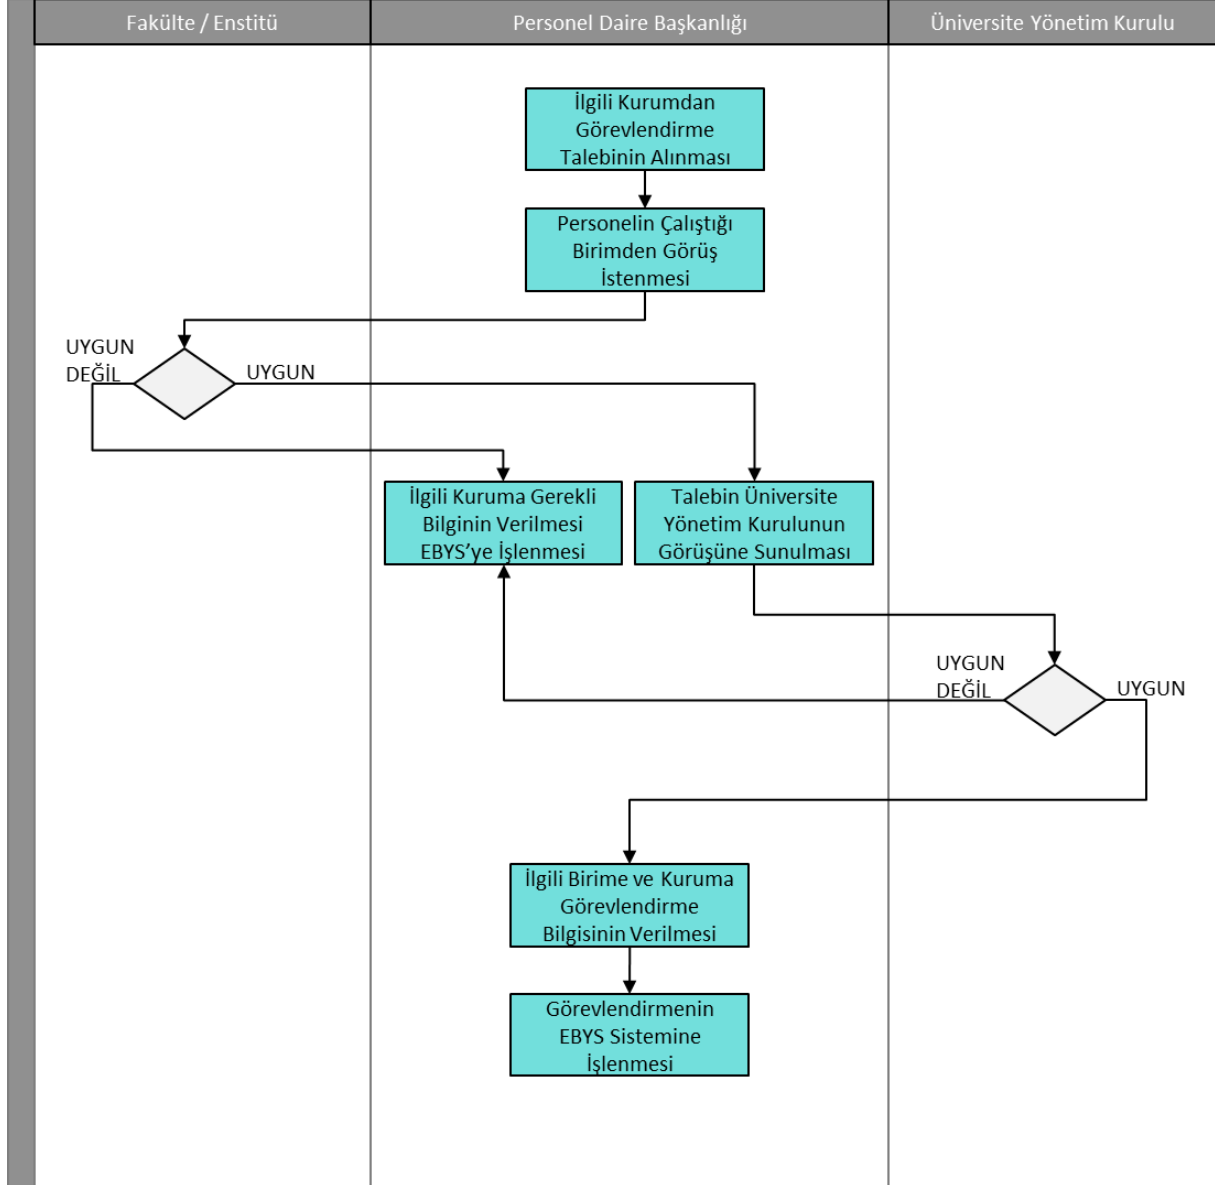 Fakülte / Enstitü
Personel Daire Başkanlığı
Üniversite Yönetim Kurulu
İlgili Kurumdan
Görevlendirme
Talebinin Alınması
Personelin Çalıştığı
Birimden Görüş
İstenmesi
UYGUN
DEĞİL
UYGUN
İlgili Kuruma Gerekli
Bilginin Verilmesi
EBYS’ye İşlenmesi
Talebin Üniversite
Yönetim Kurulunun
Görüşüne Sunulması
UYGUN
DEĞİL
UYGUN
İlgili Birime ve Kuruma
Görevlendirme
Bilgisinin Verilmesi
Görevlendirmenin
EBYS Sistemine
İşlenmesi